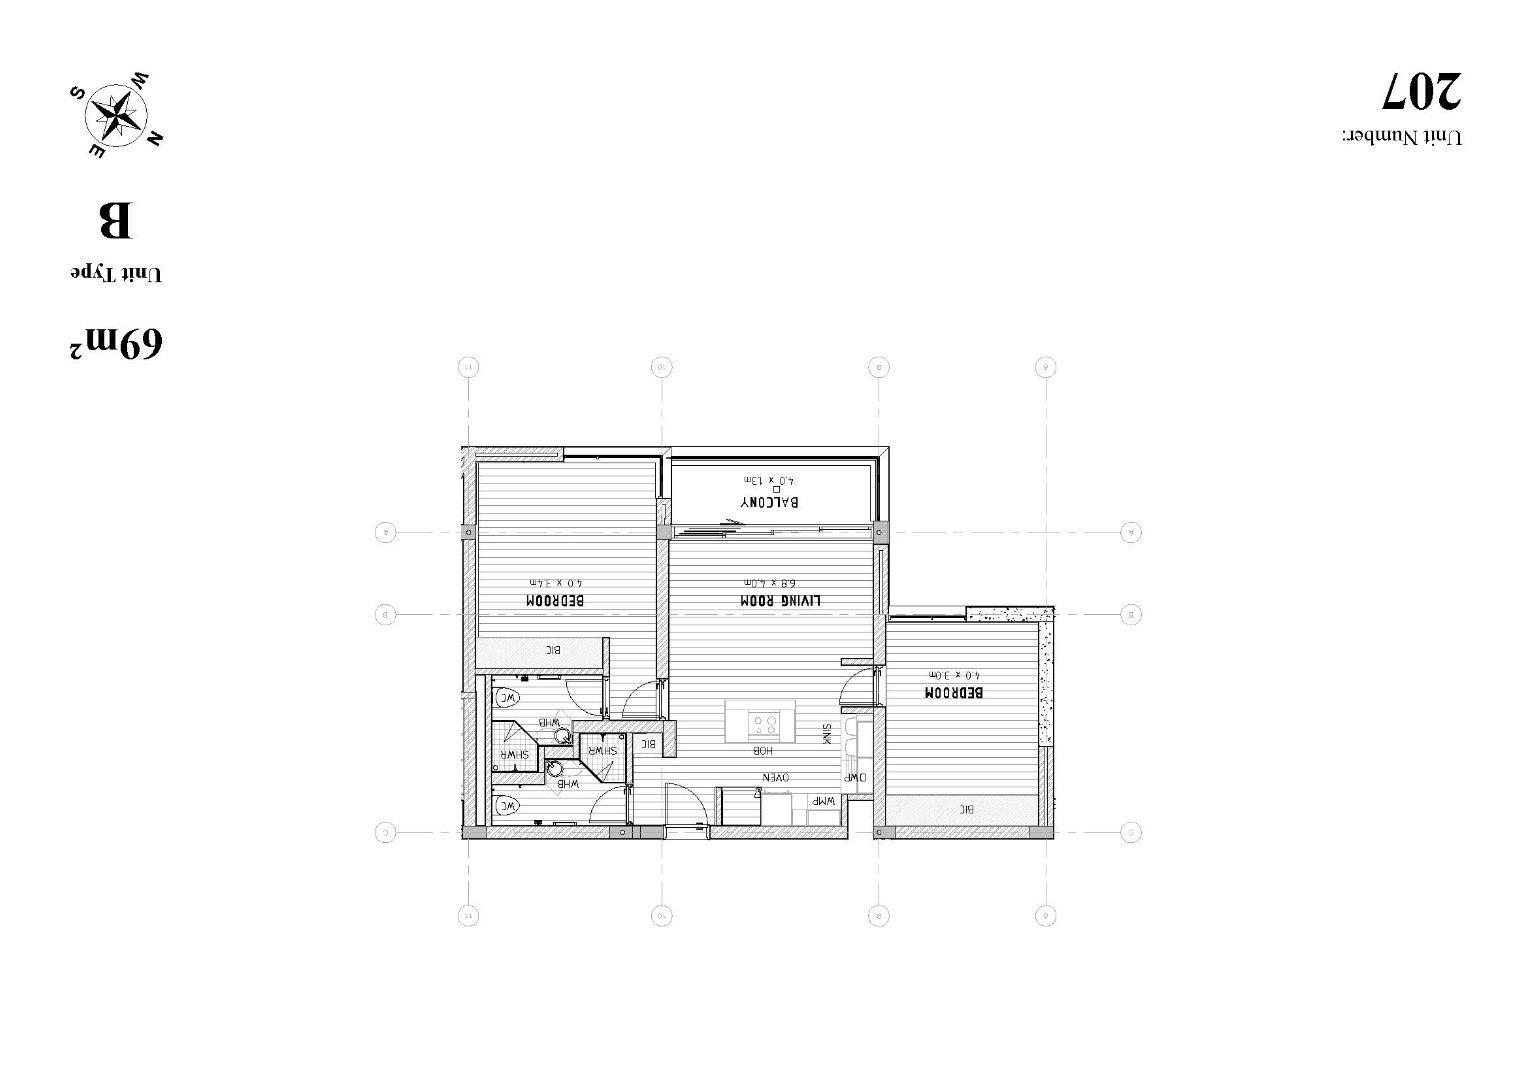 8
9
10
11
BIC
WC
WMP
DWP
OVEN
WHB
HOB
SHWR
SHWR
BIC
SINK
WHB
WC
BEDROOM
4.0 x 3.0m
BIC
B
B
LIVING ROOM
6.8 x 4.0m
BEDROOM
4.0 x 3.4m
A
A
BALCONY
4.0 x 1.3m
8
9
10
11
69m²
Unit Type
B
Unit Number:
207
E
N
S
W